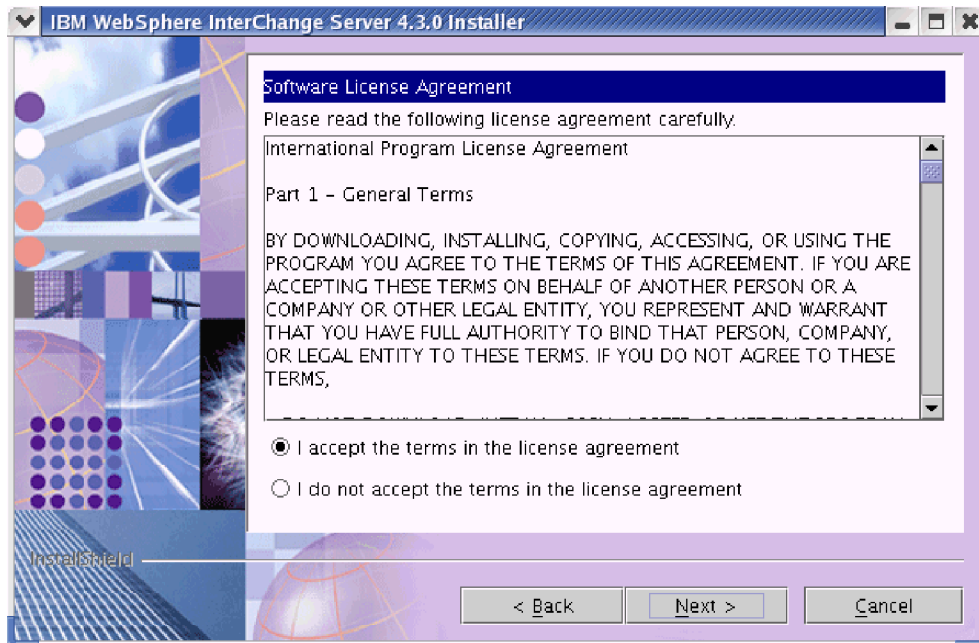 IBM WebSphere InterChange Server 4.3.0 Installer
Software License Agreement
Please read the following license agreement carefully.
International Program License Agreement
Part 1 – General Terms
BY DOWNLOADING, INSTALLING, COPYING, ACCESSING, OR USING THE
PROGRAM YOU AGREE TO THE TERMS OF THIS AGREEMENT. IF YOU ARE
ACCEPTING THESE TERMS ON BEHALF OF ANOTHER PERSON OR A
COMPANY OR OTHER LEGAL ENTITY, YOU REPRESENT AND WARRANT
THAT YOU HAVE FULL AUTHORITY TO BIND THAT PERSON, COMPANY,
OR LEGAL ENTITY TO THESE TERMS. IF YOU DO NOT AGREE TO THESE
TERMS,
I accept the terms in the license agreement
I do not accept the terms in the license agreement
InstallShield
< Back
Next >
Cancel